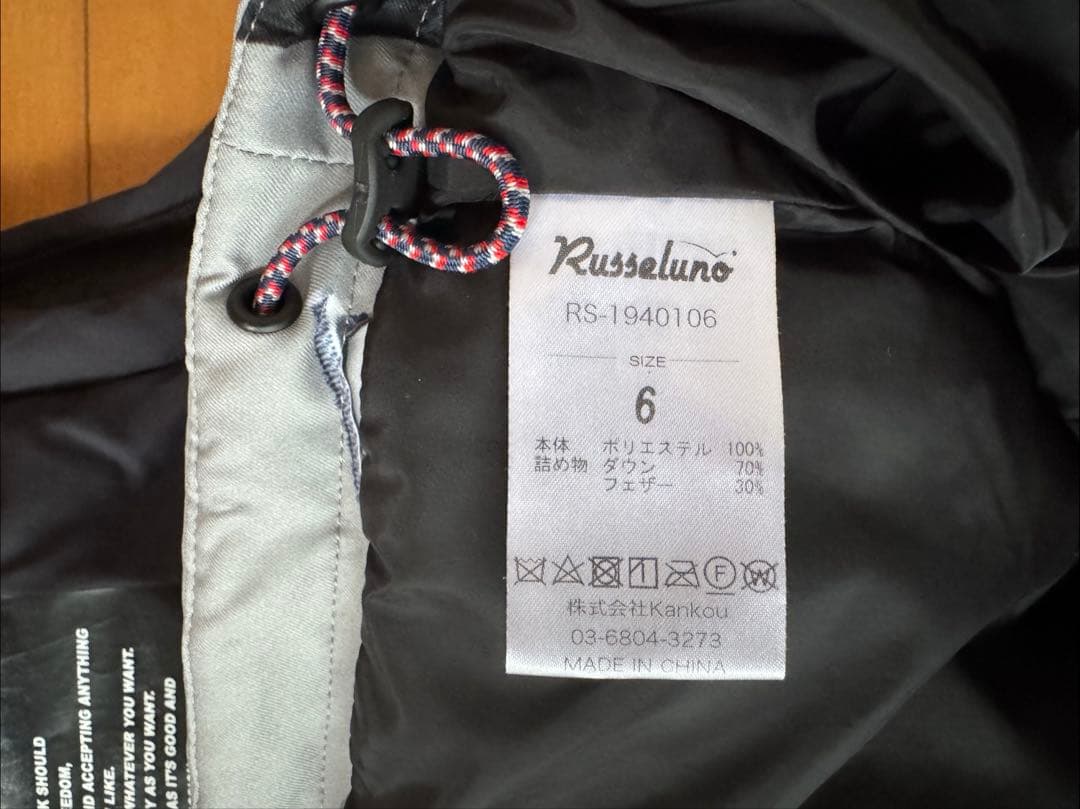 Russeluno
RS-1940106
SIZE
6
本体 ポリエステル 100%
詰め物 ダウン 70%
フェザー 30%
F W
株式会社Kankou
03-6804-3273
MADE IN CHINA
K SHOULD
EDOM,
ND ACCEPTING ANYTHING
LIKE.
WHATEVER YOU WANT.
Y AS YOU WANT.
AS IT'S GOOD AND